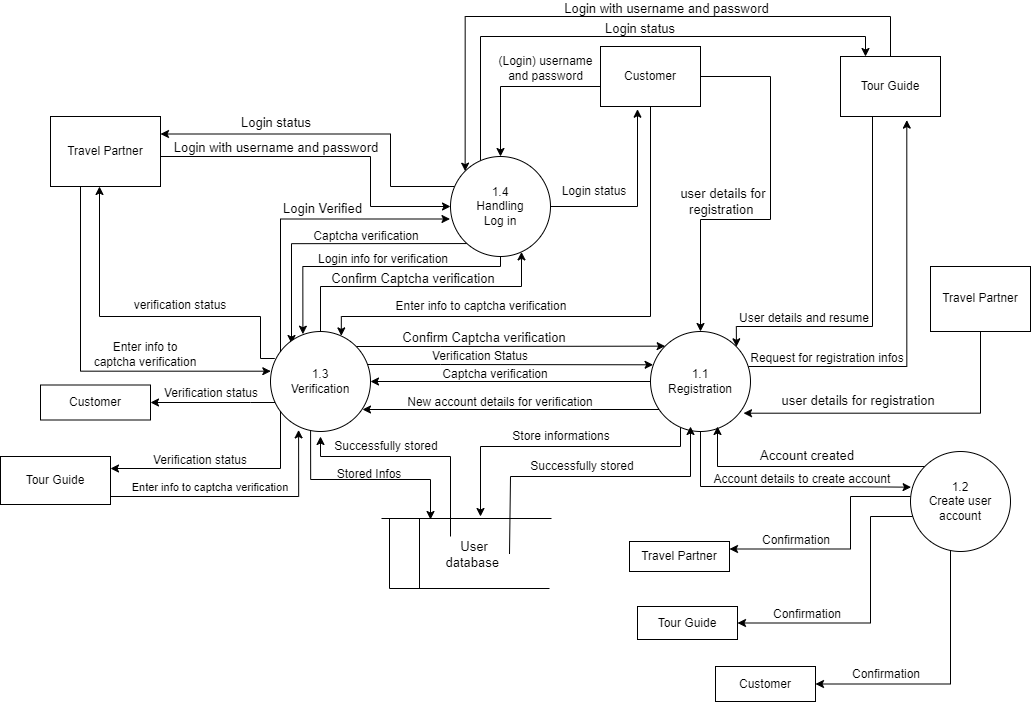 Login with username and password
Login status
(Login) username
and password
Customer
Tour Guide
Login status
Travel Partner
Login with username and password
1.4
Handling
Log in
Login status
user details for
registration
Login Verified
Captcha verification
Login info for verification
Confirm Captcha verification
Travel Partner
verification status
Enter info to captcha verification
User details and resume
Confirm Captcha verification
Enter info to
captcha verification
Verification Status
Request for registration infos
1.3
Verification
Captcha verification
1.1
Registration
Customer
Verification status
New account details for verification
user details for registration
Store informations
Successfully stored
Account created
Verification status
Successfully stored
Tour Guide
Stored Infos
Account details to create account
Enter info to captcha verification
1.2
Create user
account
User
database
Confirmation
Travel Partner
Confirmation
Tour Guide
Confirmation
Customer